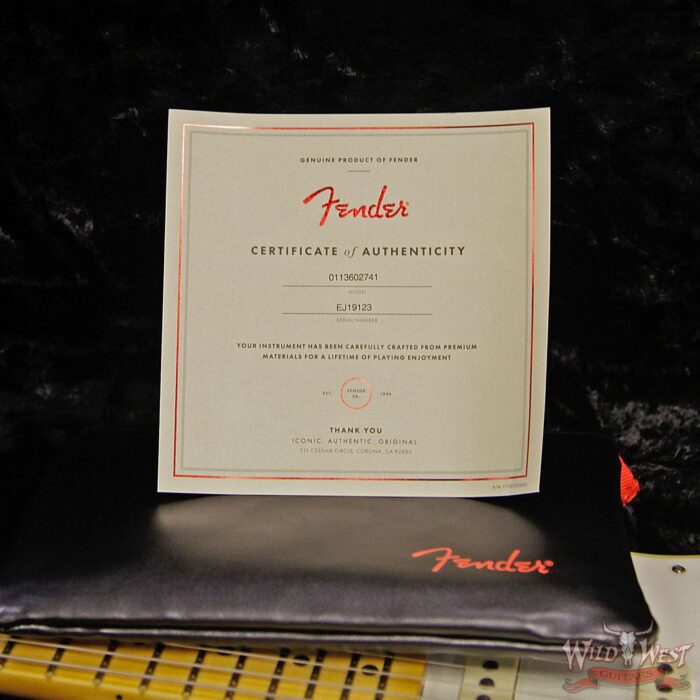 GENUINE PRODUCT OF FENDER
Fender
CERTIFICATE of AUTHENTICITY
0113602741
MODEL
EJ19123
SERIAL NUMBER
YOUR INSTRUMENT HAS BEEN CAREFULLY CRAFTED FROM PREMIUM
MATERIALS FOR A LIFETIME OF PLAYING ENJOYMENT
EST. FENDER CA. 1946
THANK YOU
ICONIC. AUTHENTIC. ORIGINAL.
311 CESSNA CIRCLE, CORONA, CA 92880
Fender
WILD WEST
GUITARS